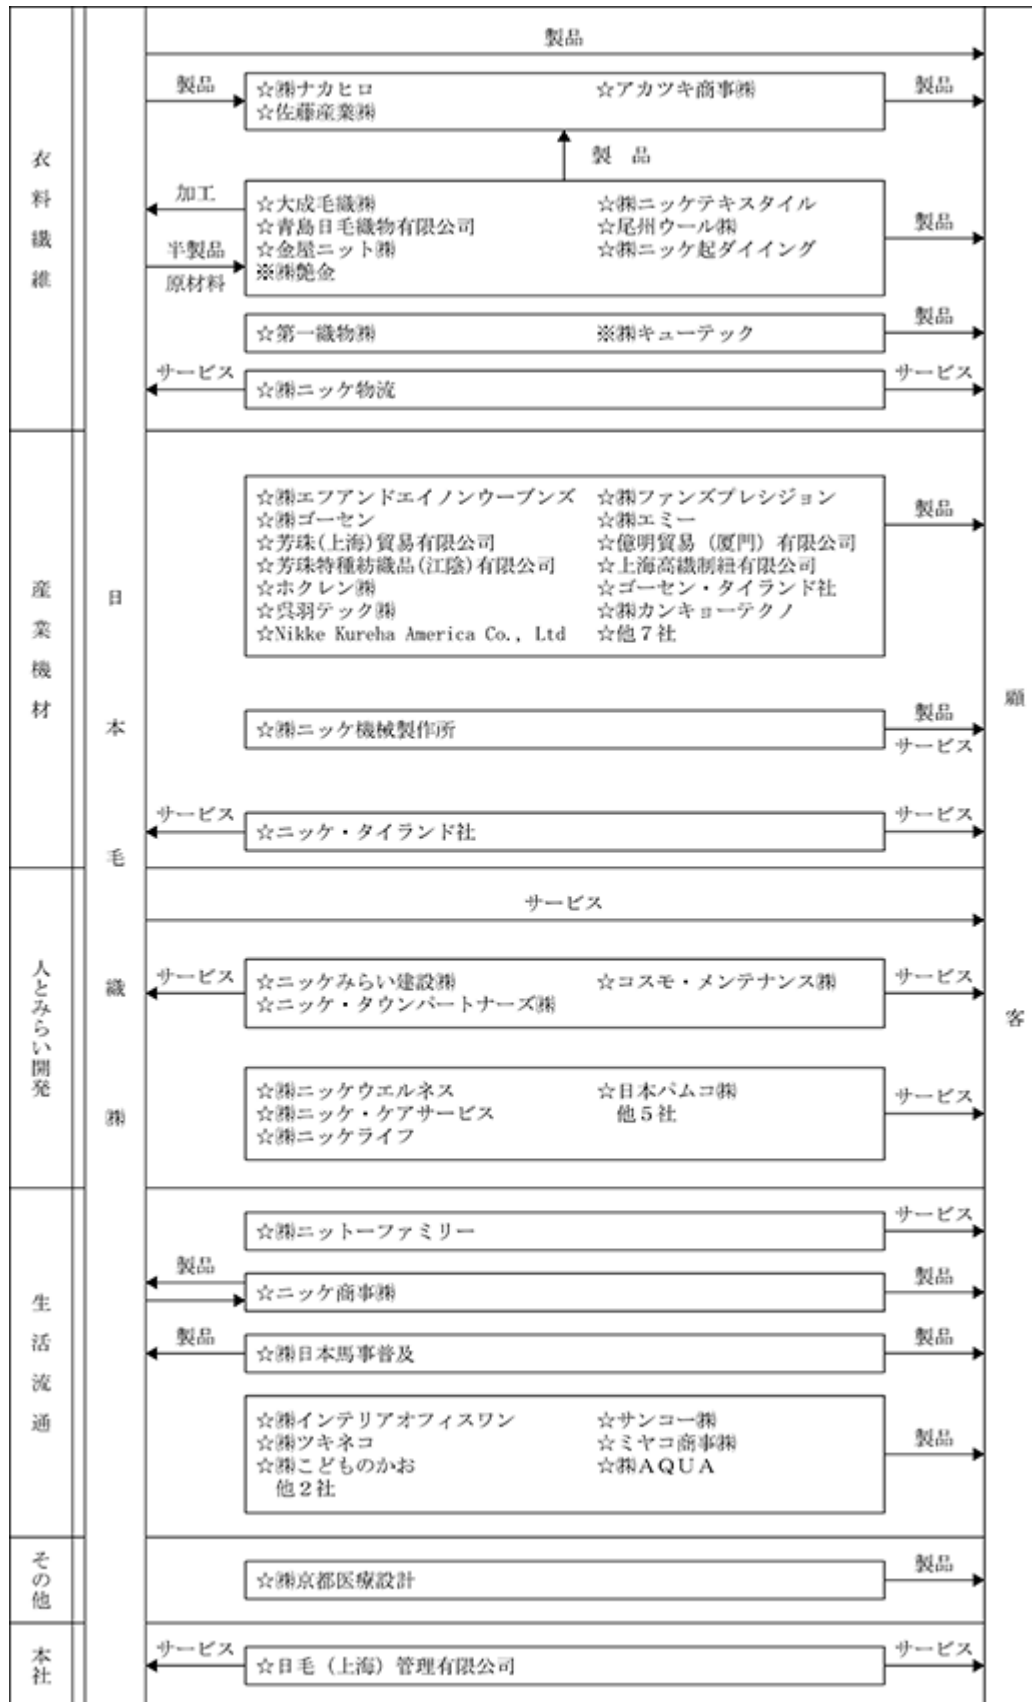 製品
製品
☆㈱ナカヒロ ☆アカツキ商事㈱
☆佐藤産業㈱
製品
製 品
衣料繊維
加工
☆大成毛織㈱ ☆㈱ニッケテキスタイル
☆青島日毛織物有限公司 ☆尾州ウール㈱
☆金屋ニット㈱ ☆㈱ニッケ起ダイイング
※㈱艶金
製品
半製品
原材料
☆第一織物㈱ ※㈱キューテック
製品
サービス
☆㈱ニッケ物流
サービス
産業機材
☆㈱エフアンドエイノンウーブンズ ☆㈱ファンズプレシジョン
☆㈱ゴーセン ☆㈱エミー
☆芳珠(上海)貿易有限公司 ☆億明貿易（厦門）有限公司
☆芳珠特種紡織品(江陰)有限公司 ☆上海高織制紐有限公司
☆ホクレン㈱ ☆ゴーセン・タイランド社
☆呉羽テック㈱ ☆㈱カンキョーテクノ
☆Nikke Kureha America Co., Ltd ☆他７社
製品
☆㈱ニッケ機械製作所
製品
サービス
サービス
☆ニッケ・タイランド社
サービス
日本毛織㈱
顧客
人とみらい開発
サービス
サービス
☆ニッケみらい建設㈱ ☆コスモ・メンテナンス㈱
☆ニッケ・タウンパートナーズ㈱
サービス
☆㈱ニッケウエルネス ☆日本パムコ㈱
☆㈱ニッケ・ケアサービス 他５社
☆㈱ニッケライフ
サービス
生活流通
☆㈱ニットーファミリー
サービス
製品
☆ニッケ商事㈱
製品
製品
☆㈱日本馬事普及
製品
☆㈱インテリアオフィスワン ☆サンコー㈱
☆㈱ツキネコ ☆ミヤコ商事㈱
☆㈱こどものかお ☆㈱ＡＱＵＡ
他２社
製品
その他
☆㈱京都医療設計
製品
本社
サービス
☆日毛（上海）管理有限公司
サービス